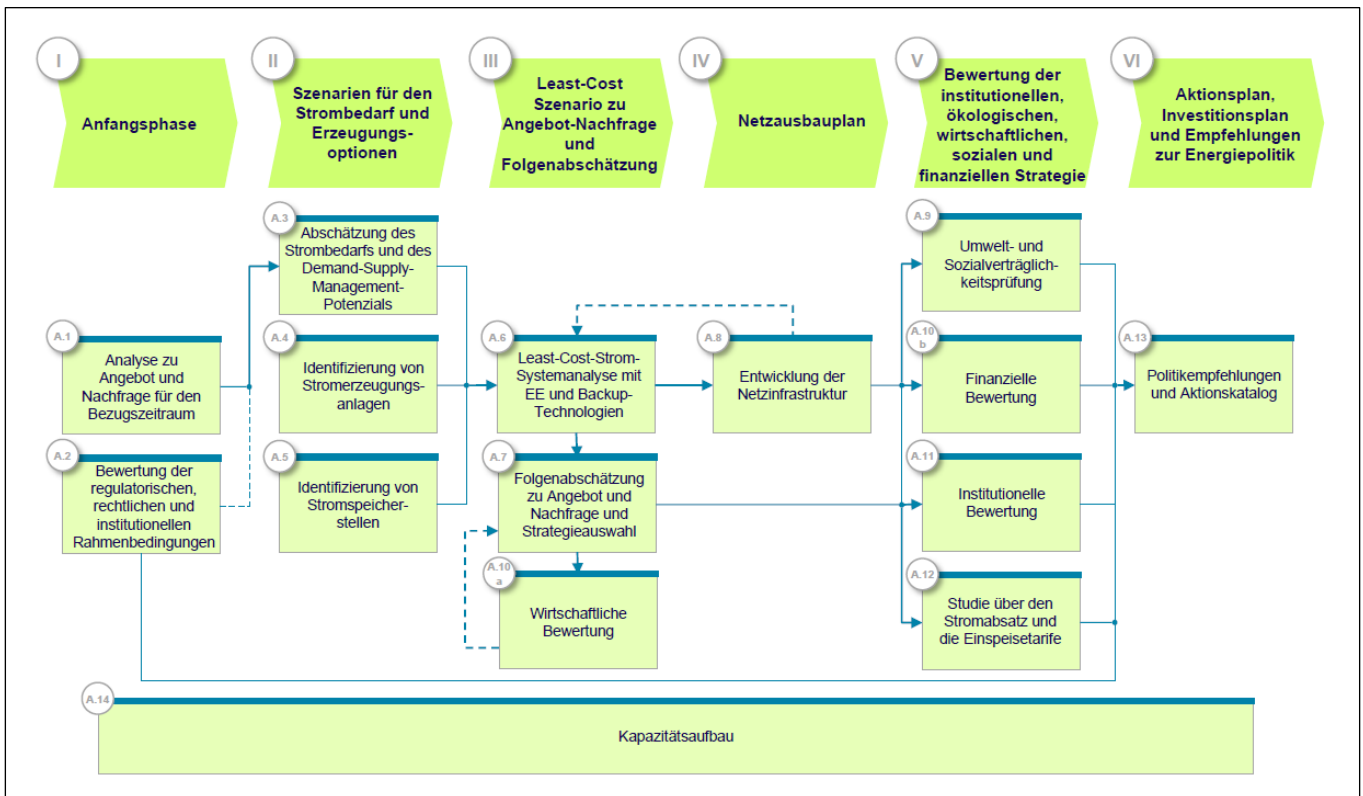 I
Anfangsphase
II
Szenarien für den
Strombedarf und
Erzeugungs-
optionen
III
Least-Cost
Szenario zu
Angebot-Nachfrage
und
Folgenabschätzung
IV
Netzausbauplan
V
Bewertung der
institutionellen,
ökologischen,
wirtschaftlichen,
sozialen und
finanziellen Strategie
VI
Aktionsplan,
Investitionsplan
und Empfehlungen
zur Energiepolitik
A.1
Analyse zu
Angebot und
Nachfrage für den
Bezugszeitraum
A.2
Bewertung der
regulatorischen,
rechtlichen und
institutionellen
Rahmenbedingungen
A.3
Abschätzung des
Strombedarfs und des
Demand-Supply-
Management-
Potenzials
A.4
Identifizierung von
Stromerzeugungs-
anlagen
A.5
Identifizierung von
Stromspeicher-
stellen
A.6
Least-Cost-Strom-
Systemanalyse mit
EE und Backup-
Technologien
A.7
Folgenabschätzung
zu Angebot und
Nachfrage und
Strategieauswahl
A.10
a
Wirtschaftliche
Bewertung
A.8
Entwicklung der
Netzinfrastruktur
A.9
Umwelt- und
Sozialverträglich-
keitsprüfung
A.10
b
Finanzielle
Bewertung
A.11
Institutionelle
Bewertung
A.12
Studie über den
Stromabsatz und
die Einspeisetarife
A.13
Politikempfehlungen
und Aktionskatalog
A.14
Kapazitätsaufbau